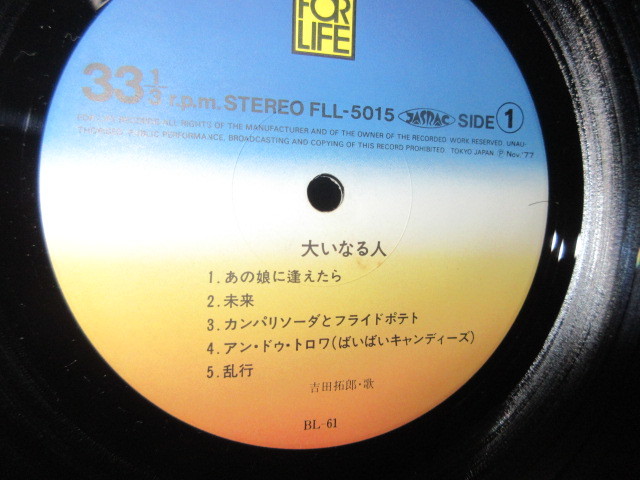 FOR
LIFE
33 1/3 r.p.m. STEREO FLL-5015 JASRAC SIDE 1
ALL RIGHTS OF THE MANUFACTURER AND OF THE OWNER OF THE RECORDED WORK RESERVED. UNAU-
THORISED PUBLIC PERFORMANCE, BROADCASTING AND COPYING OF THIS RECORD PROHIBITED. TOKYO JAPAN Ⓟ Nov.'77
大いなる人
1. あの娘に逢えたら
2. 未来
3. カンパリソーダとフライドポテト
4. アン・ドゥ・トロワ(ばいばいキャンディーズ)
5. 乱行
吉田拓郎・歌
BL-61